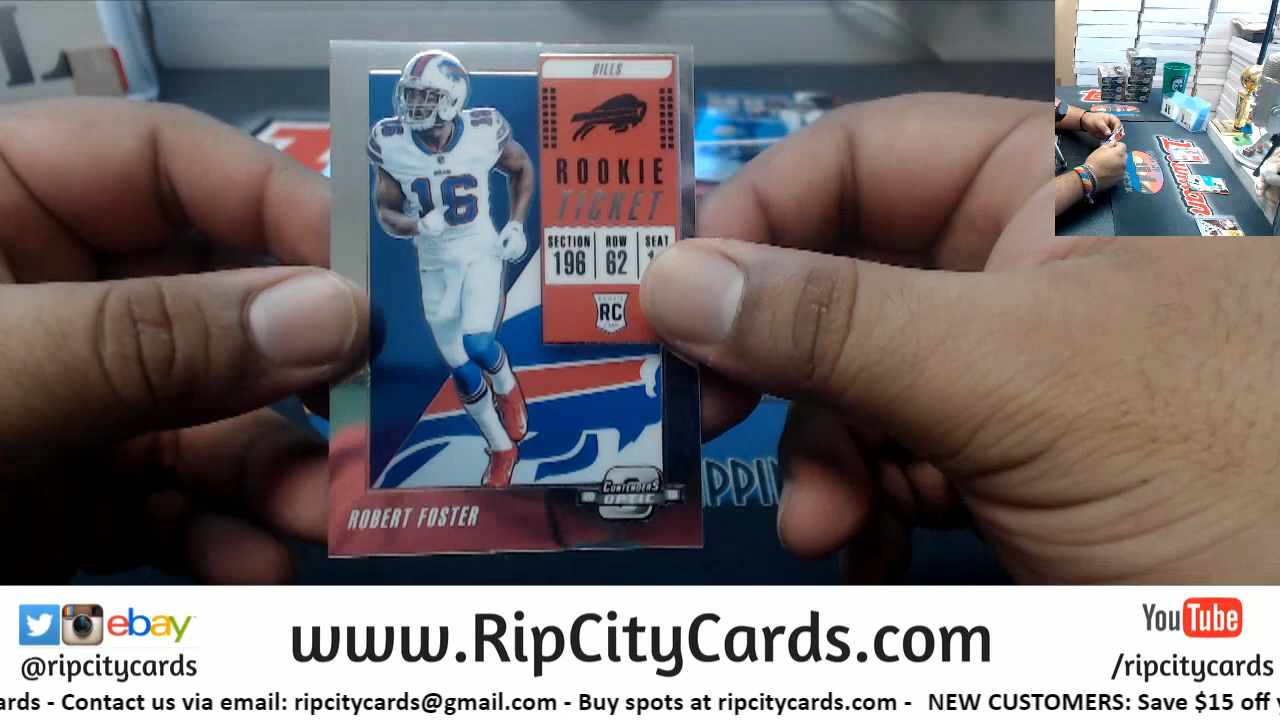 BILLS
ROOKIE
TICKET
SECTION ROW SEAT
196 62
RC
16
CONTENDERS
OPTIC
ROBERT FOSTER
ebay
@ripcitycards
www.RipCityCards.com
YouTube
/ripcitycards
ards - Contact us via email: ripcitycards@gmail.com - Buy spots at ripcitycards.com - NEW CUSTOMERS: Save $15 off